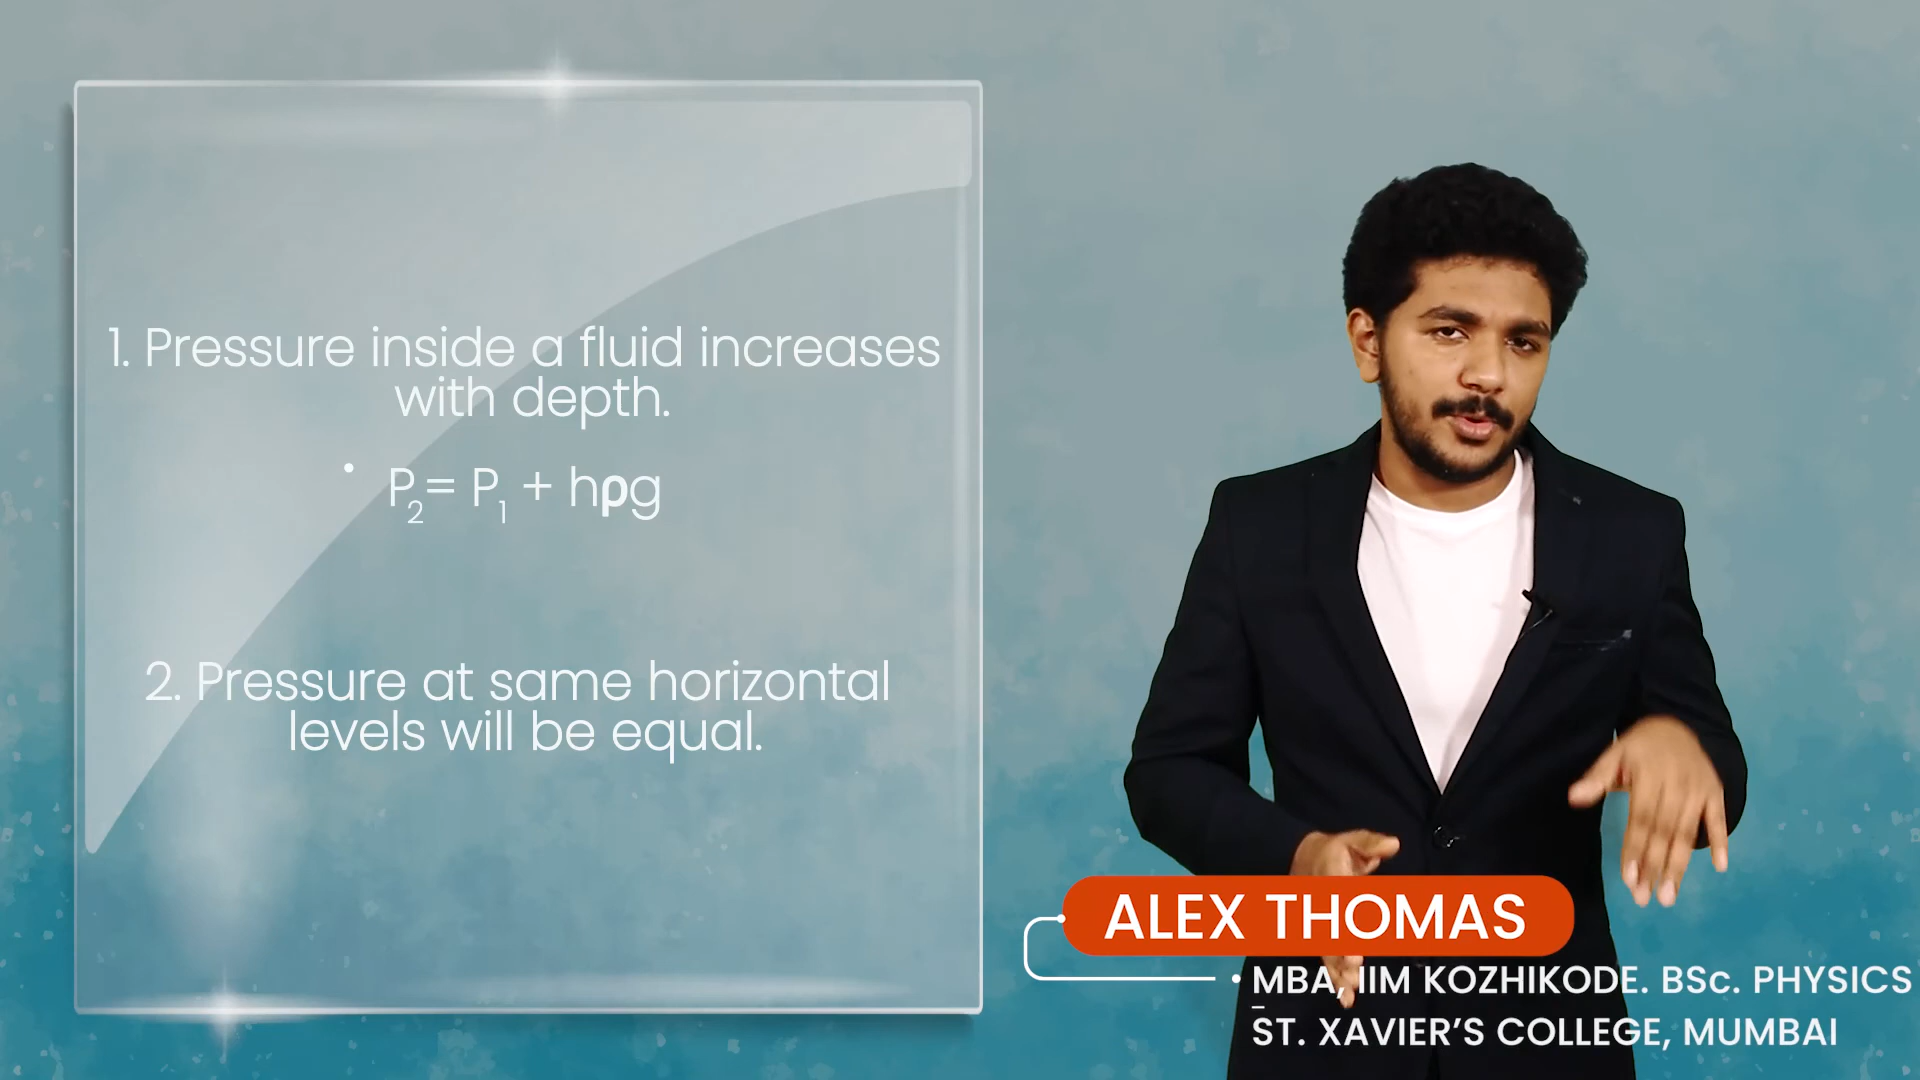 1. Pressure inside a fluid increases
with depth.
• P₂= P₁ + hρg
2. Pressure at same horizontal
levels will be equal.
ALEX THOMAS
• MBA, IIM KOZHIKODE. BSc. PHYSICS
–
ST. XAVIER’S COLLEGE, MUMBAI